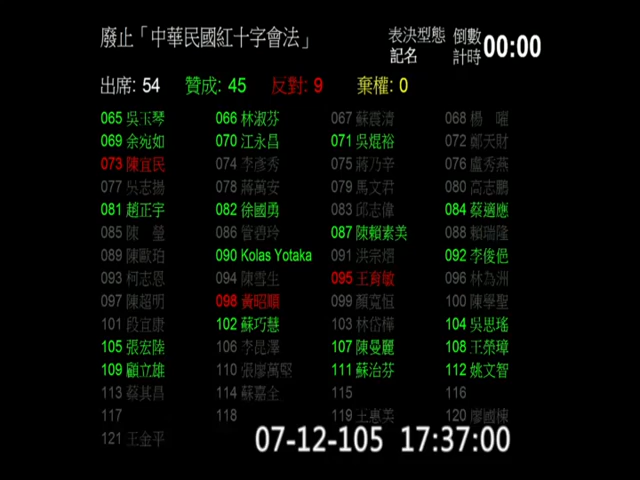 廢止「中華民國紅十字會法」
表決型態 記名
倒數計時 00:00
出席: 54 贊成: 45 反對: 9 棄權: 0
065 吳玉琴 066 林淑芬 067 蘇震清 068 楊 曜
069 余宛如 070 江永昌 071 吳焜裕 072 鄭天財
073 陳宜民 074 李彥秀 075 蔣乃辛 076 盧秀燕
077 吳志揚 078 蔣萬安 079 馬文君 080 高志鵬
081 趙正宇 082 徐國勇 083 邱志偉 084 蔡適應
085 陳 瑩 086 管碧玲 087 陳賴素美 088 賴瑞隆
089 陳歐珀 090 Kolas Yotaka 091 洪宗熠 092 李俊俋
093 柯志恩 094 陳雪生 095 王育敏 096 林為洲
097 陳超明 098 黃昭順 099 顏寬恒 100 陳學聖
101 段宜康 102 蘇巧慧 103 林岱樺 104 吳思瑤
105 張宏陸 106 李昆澤 107 陳曼麗 108 王榮璋
109 顧立雄 110 張廖萬堅 111 蘇治芬 112 姚文智
113 蔡其昌 114 蘇嘉全 115 116
117 118 119 王惠美 120 廖國棟
121 王金平
07-12-105 17:37:00